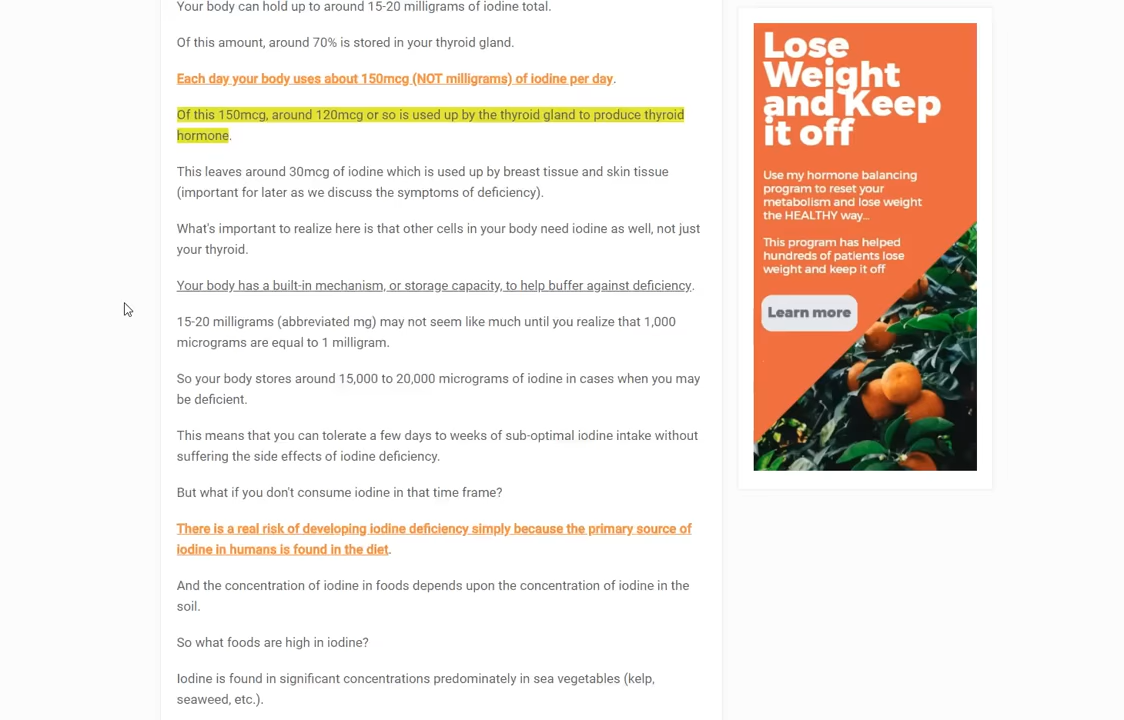 Your body can hold up to around 15-20 milligrams of iodine total.
Of this amount, around 70% is stored in your thyroid gland.
Each day your body uses about 150mcg (NOT milligrams) of iodine per day.
Of this 150mcg, around 120mcg or so is used up by the thyroid gland to produce thyroid
hormone.
This leaves around 30mcg of iodine which is used up by breast tissue and skin tissue
(important for later as we discuss the symptoms of deficiency).
What's important to realize here is that other cells in your body need iodine as well, not just
your thyroid.
Your body has a built-in mechanism, or storage capacity, to help buffer against deficiency.
15-20 milligrams (abbreviated mg) may not seem like much until you realize that 1,000
micrograms are equal to 1 milligram.
So your body stores around 15,000 to 20,000 micrograms of iodine in cases when you may
be deficient.
This means that you can tolerate a few days to weeks of sub-optimal iodine intake without
suffering the side effects of iodine deficiency.
But what if you don't consume iodine in that time frame?
There is a real risk of developing iodine deficiency simply because the primary source of
iodine in humans is found in the diet.
And the concentration of iodine in foods depends upon the concentration of iodine in the
soil.
So what foods are high in iodine?
Iodine is found in significant concentrations predominately in sea vegetables (kelp,
seaweed, etc.).
Lose
Weight
and Keep
it off
Use my hormone balancing
program to reset your
metabolism and lose weight
the HEALTHY way...
This program has helped
hundreds of patients lose
weight and keep it off
Learn more